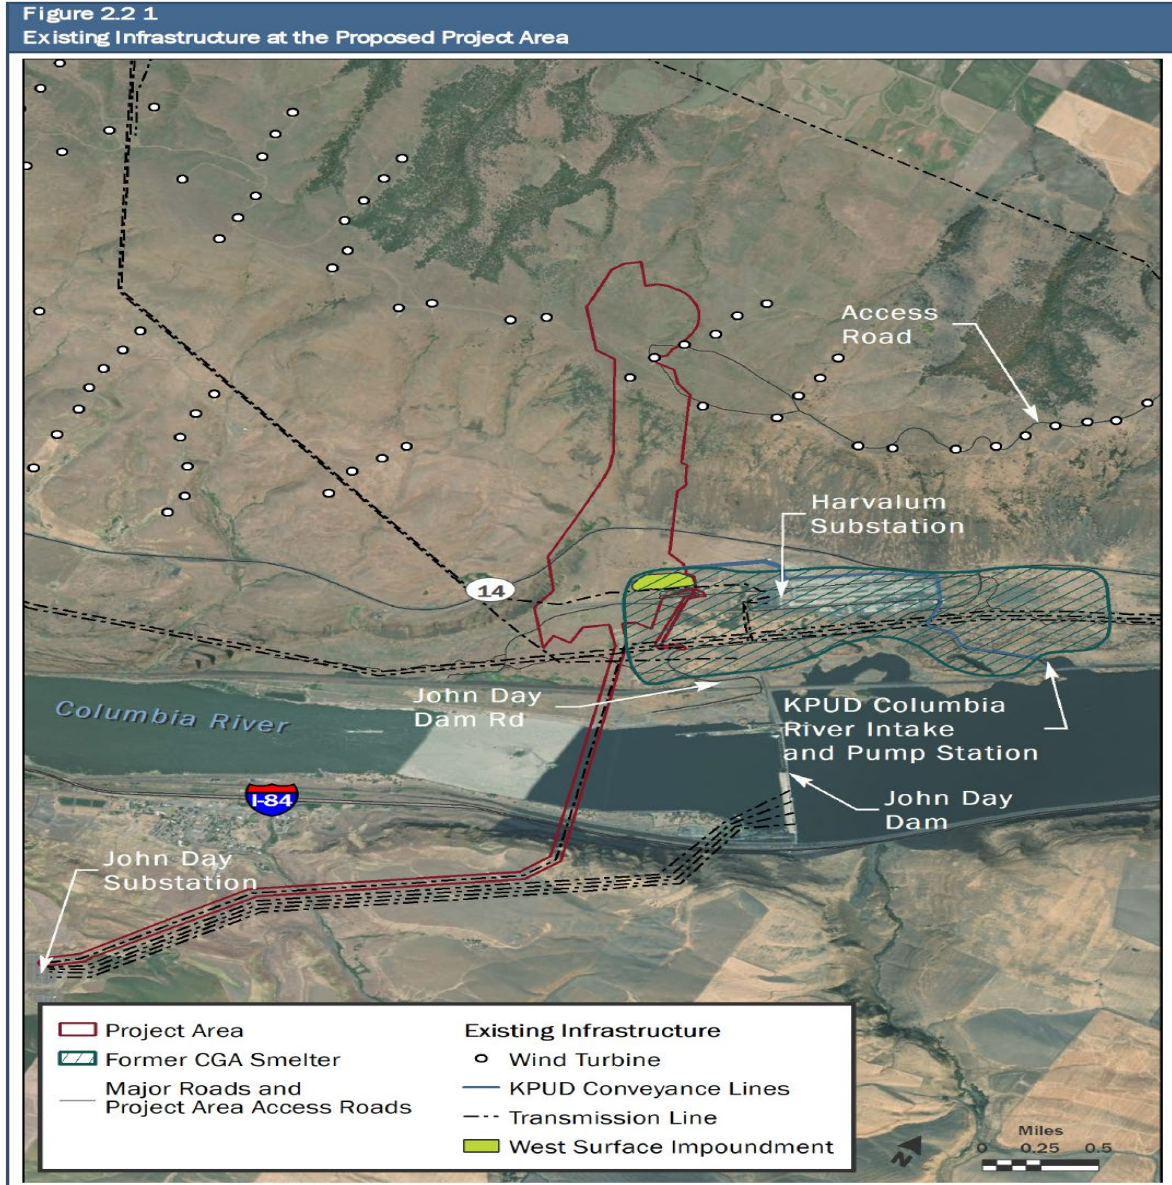 Figure 2.2 1
Existing Infrastructure at the Proposed Project Area
Access
Road
Harvalum
Substation
14
John Day
Dam Rd
KPUD Columbia
River Intake
and Pump Station
Columbia River
I-84
John Day
Dam
John Day
Substation
Project Area
Former CGA Smelter
Major Roads and
Project Area Access Roads
Existing Infrastructure
Wind Turbine
KPUD Conveyance Lines
Transmission Line
West Surface Impoundment
N
Miles
0 0.25 0.5